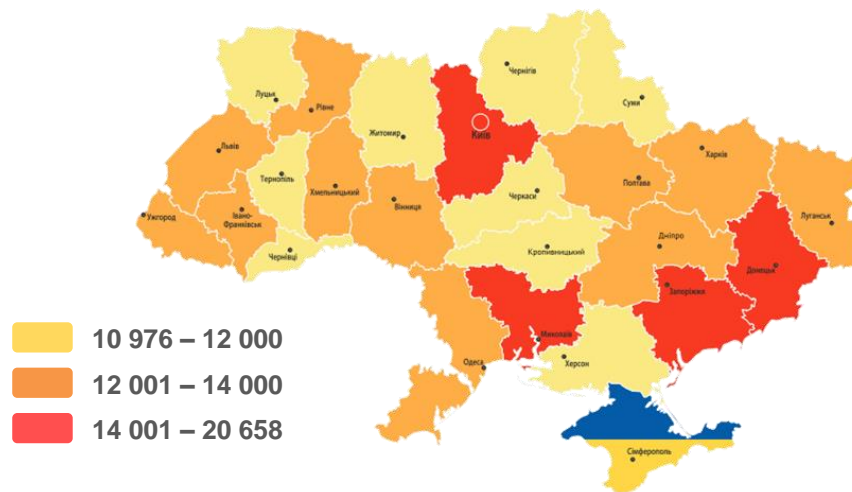 Чернігів
Луцьк
Суми
Рівне
Київ
Житомир
Харків
Львів
Тернопіль
Полтава
Хмельницький
Черкаси
Вінниця
Ужгород
Івано-
Франківськ
Луганськ
Дніпро
Чернівці
Кропивницький
Донецьк
Запоріжжя
10 976 – 12 000
Миколаїв
Одеса
Херсон
12 001 – 14 000
14 001 – 20 658
Сімферополь